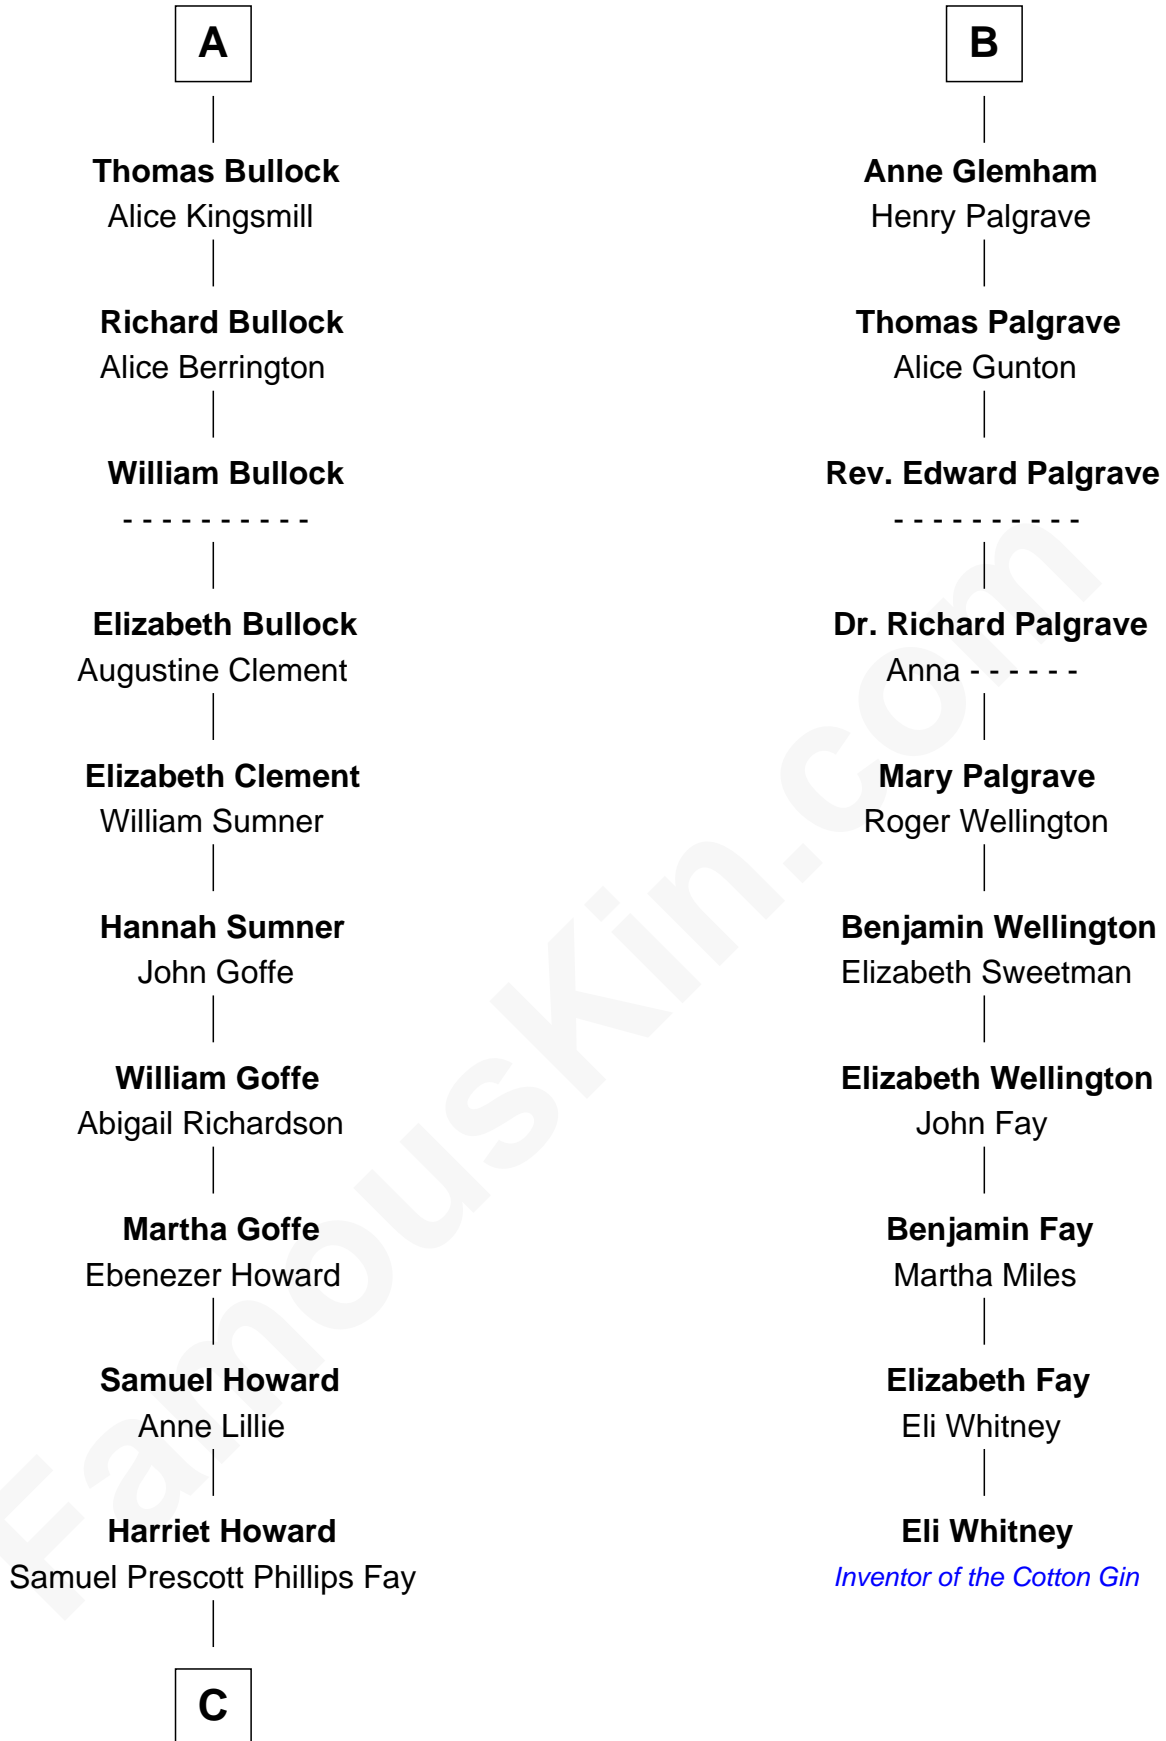 A
Thomas Bullock
Alice Kingsmill
Richard Bullock
Alice Berrington
William Bullock
- - - - - - - - - -
Elizabeth Bullock
Augustine Clement
Elizabeth Clement
William Sumner
Hannah Sumner
John Goffe
William Goffe
Abigail Richardson
Martha Goffe
Ebenezer Howard
Samuel Howard
Anne Lillie
Harriet Howard
Samuel Prescott Phillips Fay
C
B
Anne Glemham
Henry Palgrave
Thomas Palgrave
Alice Gunton
Rev. Edward Palgrave
- - - - - - - - - -
Dr. Richard Palgrave
Anna - - - - - -
Mary Palgrave
Roger Wellington
Benjamin Wellington
Elizabeth Sweetman
Elizabeth Wellington
John Fay
Benjamin Fay
Martha Miles
Elizabeth Fay
Eli Whitney
Eli Whitney
Inventor of the Cotton Gin
FamousKin.com